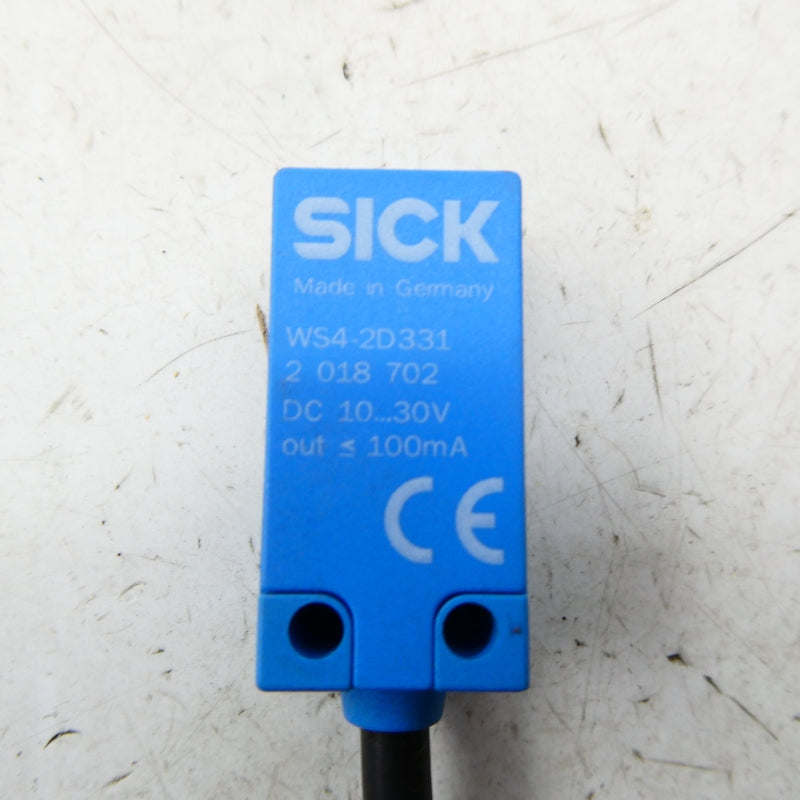 SICK
Made in Germany
WS4-2D331
2 018 702
DC 10...30V
out ≤ 100mA
CE